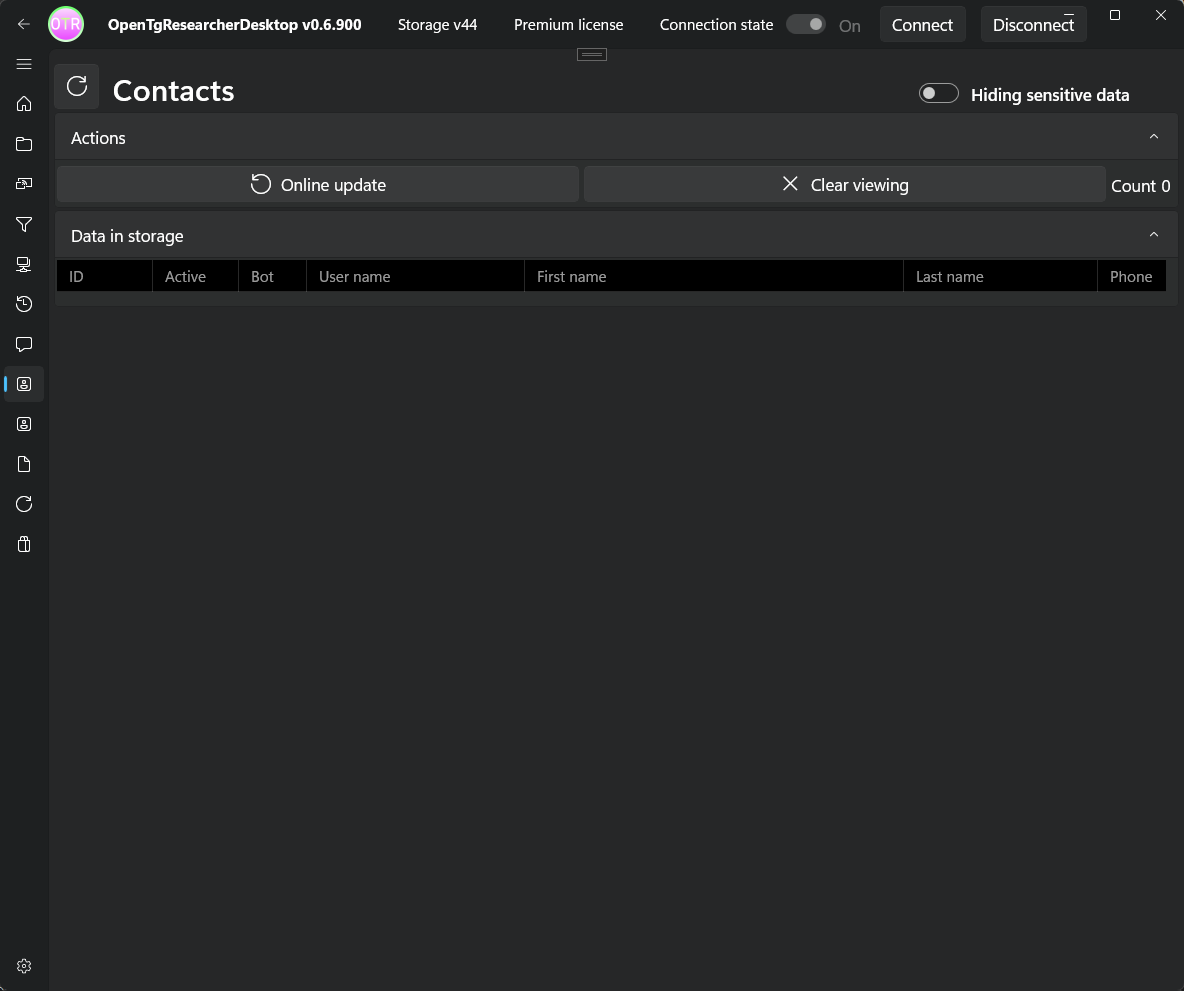 OTR OpenTgResearcherDesktop v0.6.900 Storage v44 Premium license Connection state On Connect Disconnect
Contacts Hiding sensitive data
Actions
Online update Clear viewing Count 0
Data in storage
ID Active Bot User name First name Last name Phone